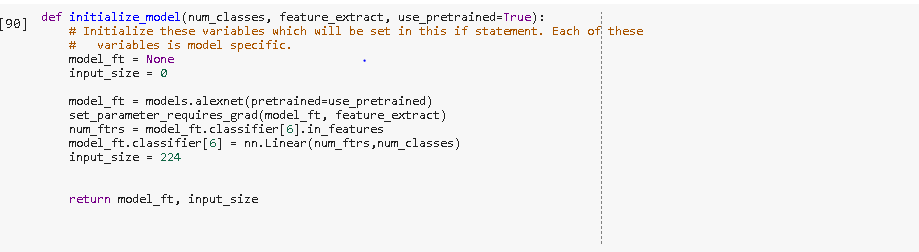 [90] def initialize_model(num_classes, feature_extract, use_pretrained=True):
# Initialize these variables which will be set in this if statement. Each of these
#   variables is model specific.
model_ft = None
input_size = 0
model_ft = models.alexnet(pretrained=use_pretrained)
set_parameter_requires_grad(model_ft, feature_extract)
num_ftrs = model_ft.classifier[6].in_features
model_ft.classifier[6] = nn.Linear(num_ftrs,num_classes)
input_size = 224
return model_ft, input_size